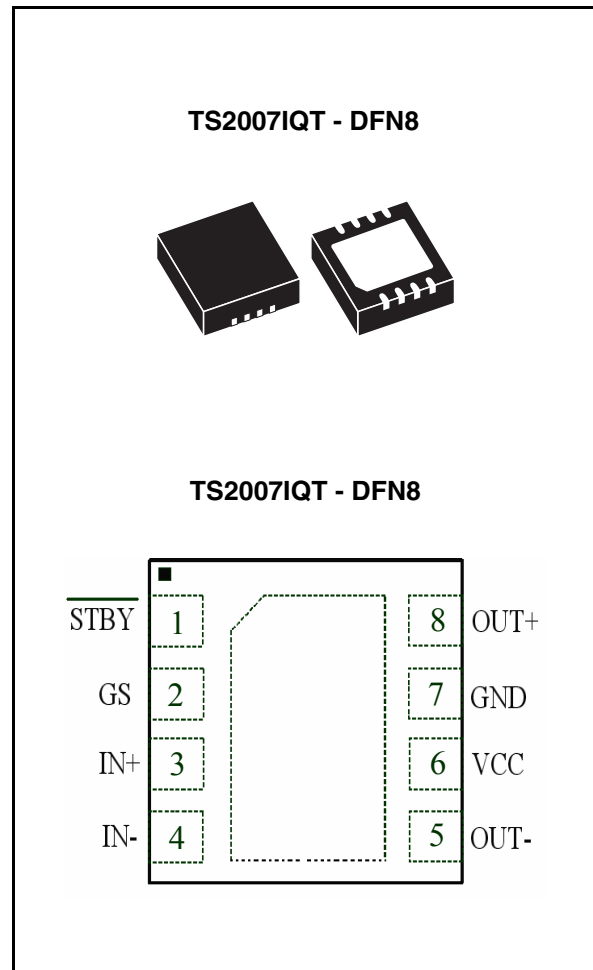 TS2007IQT - DFN8
TS2007IQT - DFN8
STBY 1 8 OUT+
GS 2 7 GND
IN+ 3 6 VCC
IN- 4 5 OUT-